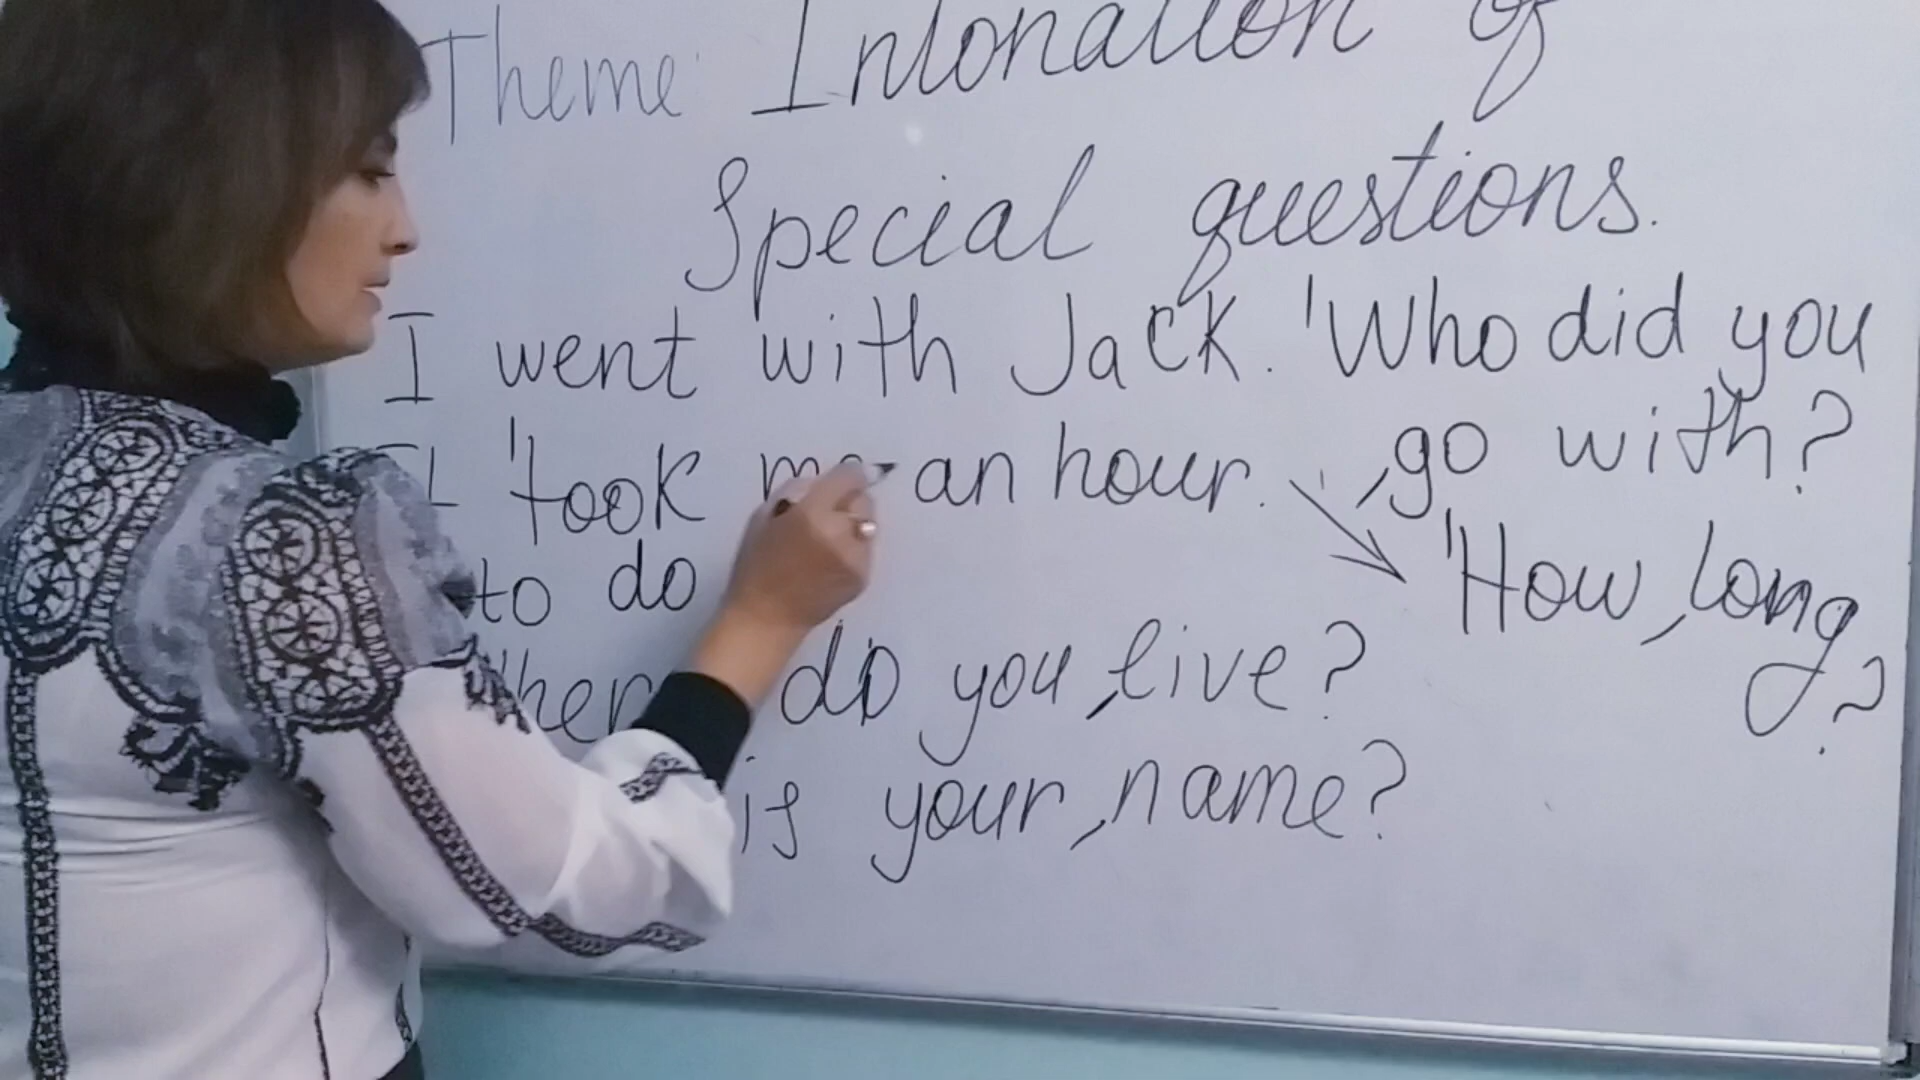 Theme: Intonation of
Special questions.
I went with Jack. 'Who did you
go with?
'took me an hour.
'How long
?
to do
do you live?
is your name?